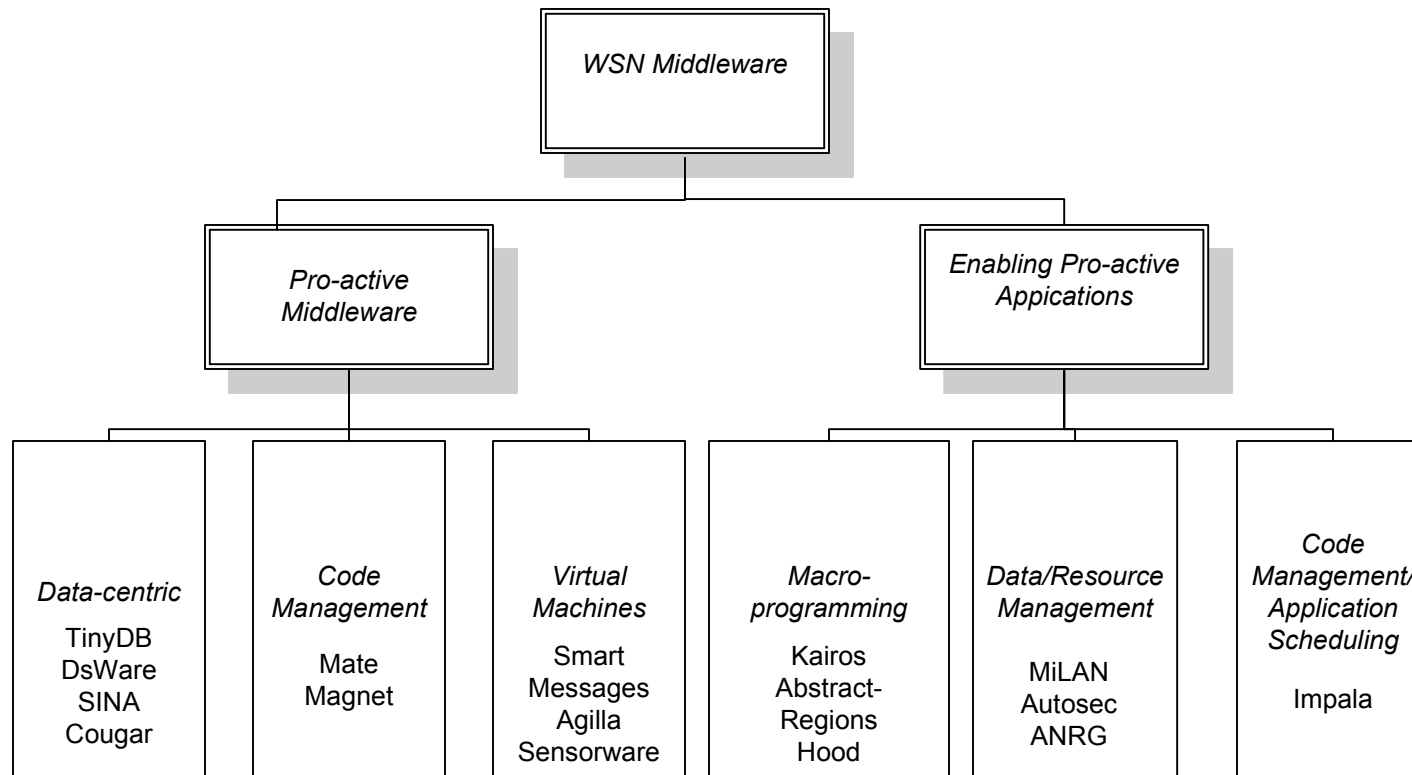 WSN Middleware
Pro-active
Middleware
Enabling Pro-active
Appications
Data-centric
TinyDB
DsWare
SINA
Cougar
Code
Management
Mate
Magnet
Virtual
Machines
Smart
Messages
Agilla
Sensorware
Macro-
programming
Kairos
Abstract-
Regions
Hood
Data/Resource
Management
MiLAN
Autosec
ANRG
Code
Management/
Application
Scheduling
Impala